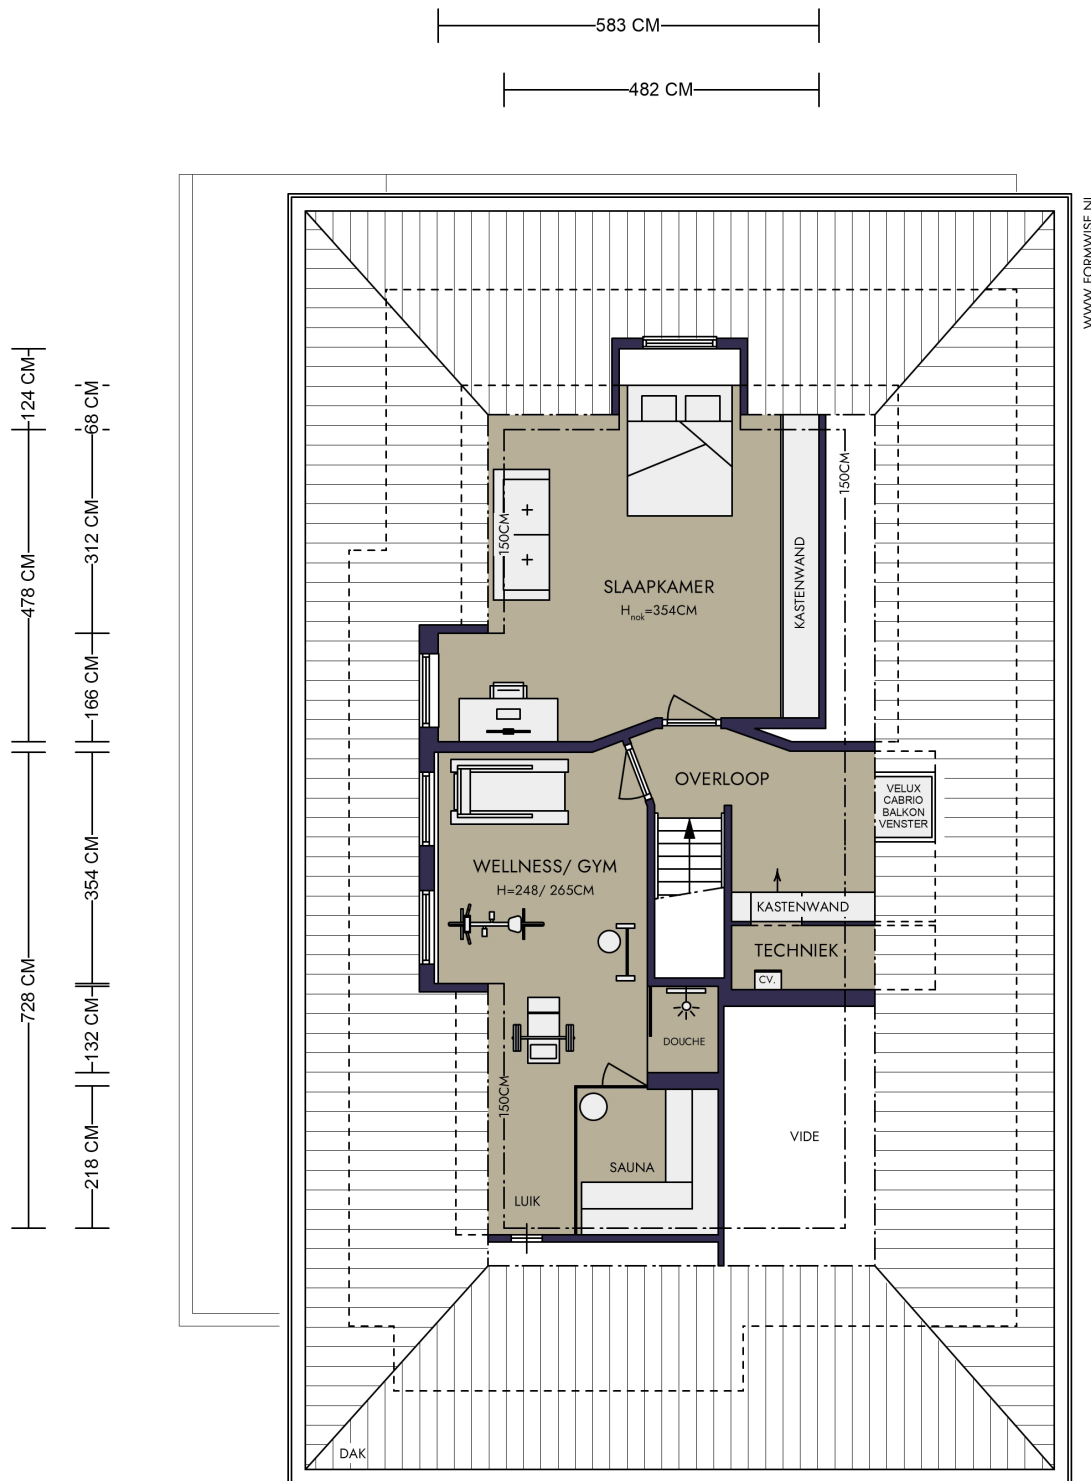 583 CM
482 CM
WWW.FORMWISE.NL
124 CM
68 CM
312 CM
478 CM
166 CM
354 CM
728 CM
132 CM
218 CM
150CM
150CM
KASTENWAND
SLAAPKAMER
Hnok=354CM
OVERLOOP
VELUX
CABRIO
BALKON
VENSTER
WELLNESS/ GYM
H=248/ 265CM
KASTENWAND
TECHNIEK
CV.
DOUCHE
150CM
VIDE
SAUNA
LUIK
DAK